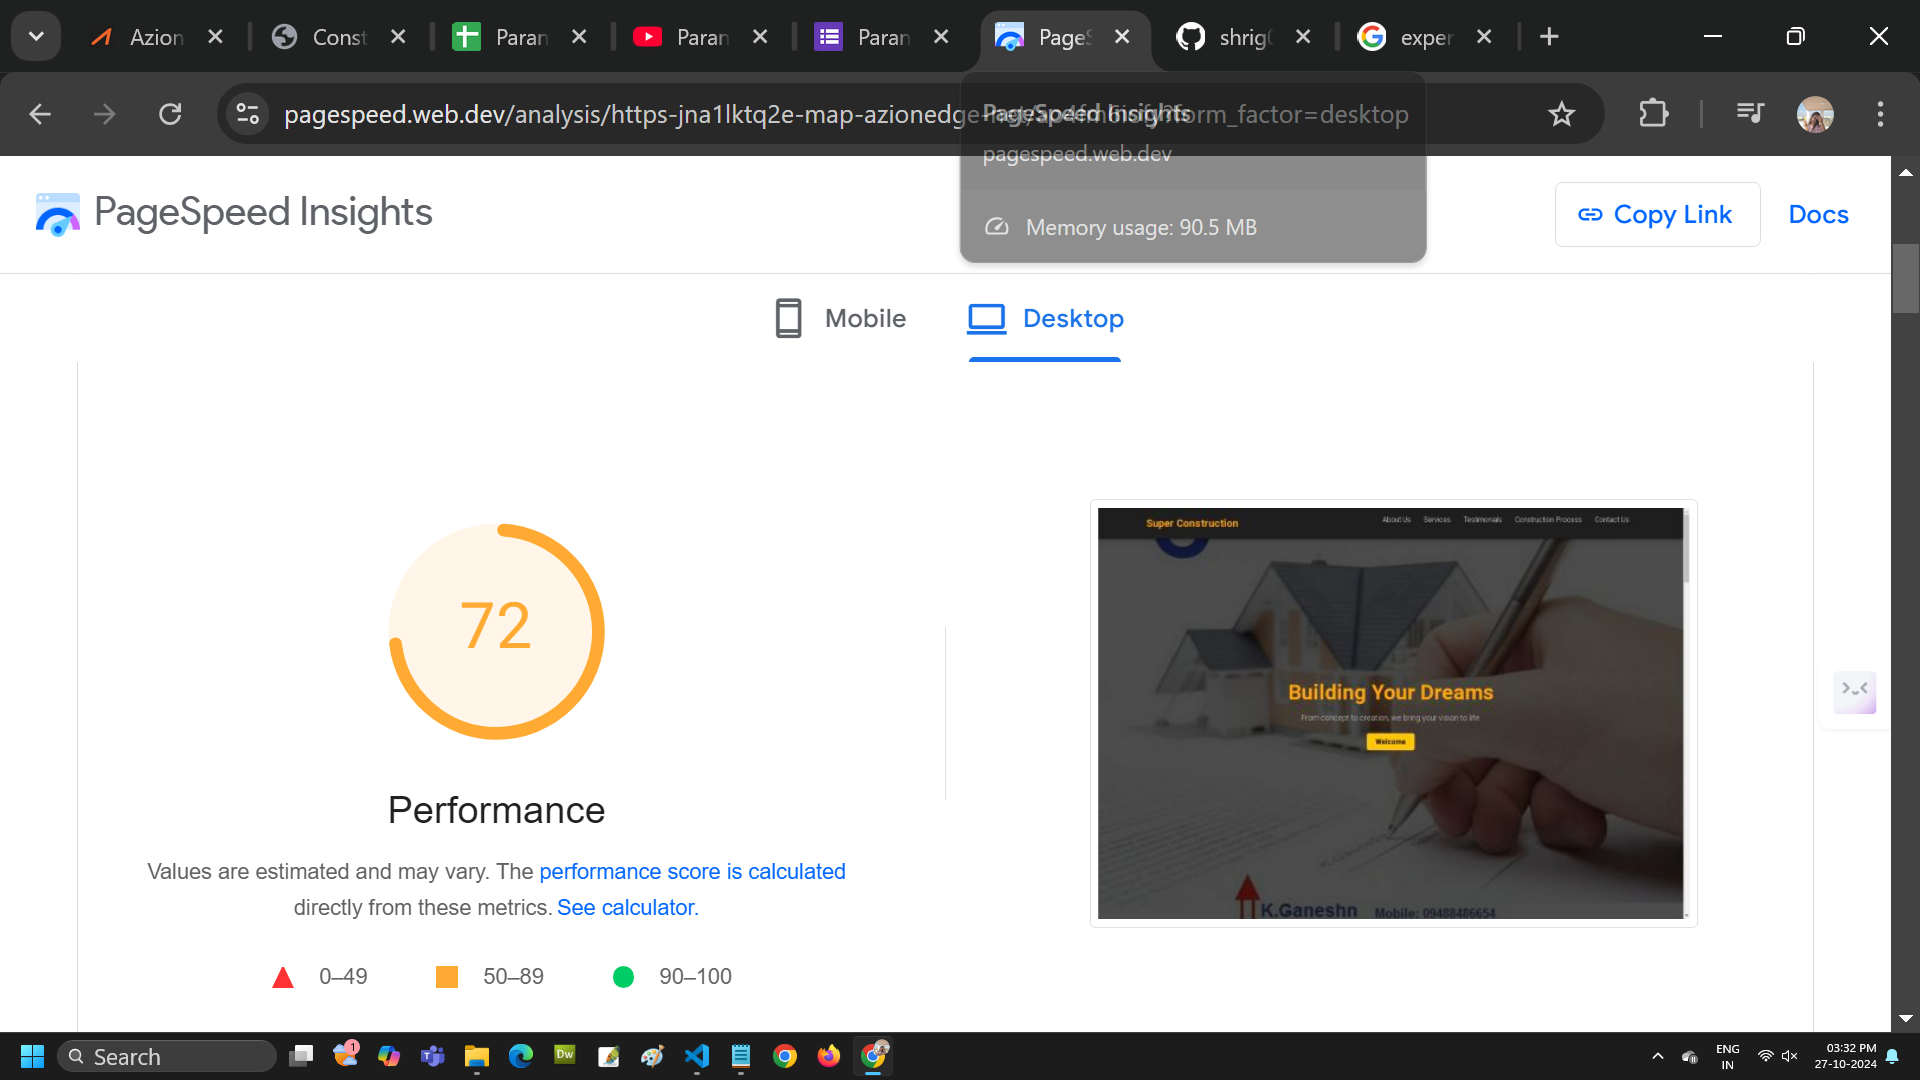 Azion
Const
Paran
Paran
Paran
PageS
shrig
exper
pagespeed.web.dev/analysis/https-jna1lktq2e-map-azionedge
form_factor=desktop
PageSpeed Insights
pagespeed.web.dev
Memory usage: 90.5 MB
PageSpeed Insights
Copy Link
Docs
Mobile
Desktop
72
Performance
Values are estimated and may vary. The performance score is calculated
directly from these metrics. See calculator.
0–49
50–89
90–100
Super Construction
About Us
Services
Testimonials
Construction Process
Contact Us
Building Your Dreams
From concept to creation, we bring your vision to life
Welcome
K.Ganeshn
Mobile: 09488486654
Search
1
Dw
ENG
IN
03:32 PM
27-10-2024